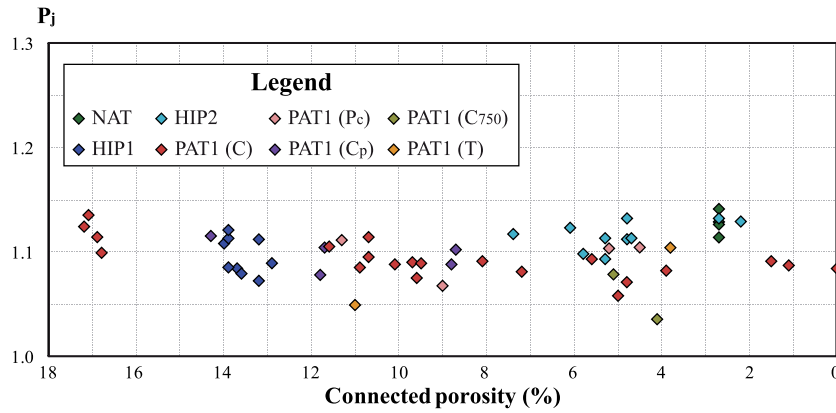 Pj
1.3
1.2
1.1
1.0
Legend
NAT HIP2 PAT1 (Pc) PAT1 (C750)
HIP1 PAT1 (C) PAT1 (Cp) PAT1 (T)
18 16 14 12 10 8 6 4 2 0
Connected porosity (%)